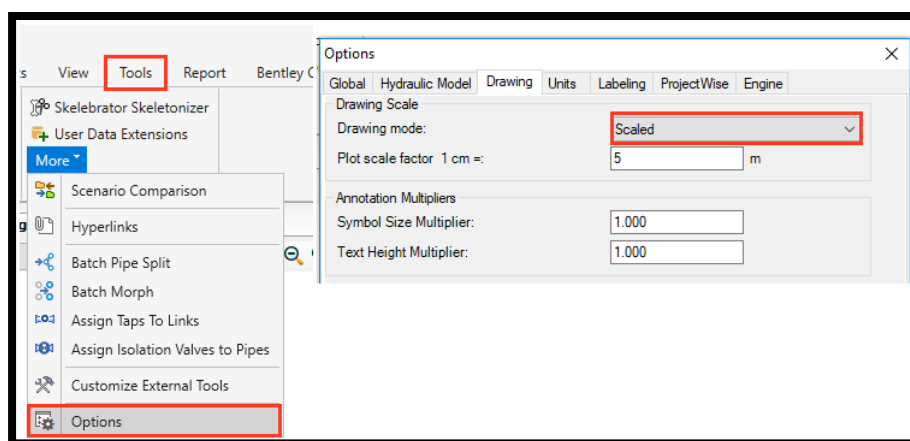 s View Tools Report Bentley C
Skelebrator Skeletonizer
User Data Extensions
More
Scenario Comparison
g Hyperlinks
Batch Pipe Split
Batch Morph
Assign Taps To Links
Assign Isolation Valves to Pipes
Customize External Tools
Options
Options
Global Hydraulic Model Drawing Units Labeling ProjectWise Engine
Drawing Scale
Drawing mode: Scaled
Plot scale factor 1 cm =: 5 m
Annotation Multipliers
Symbol Size Multiplier: 1.000
Text Height Multiplier: 1.000